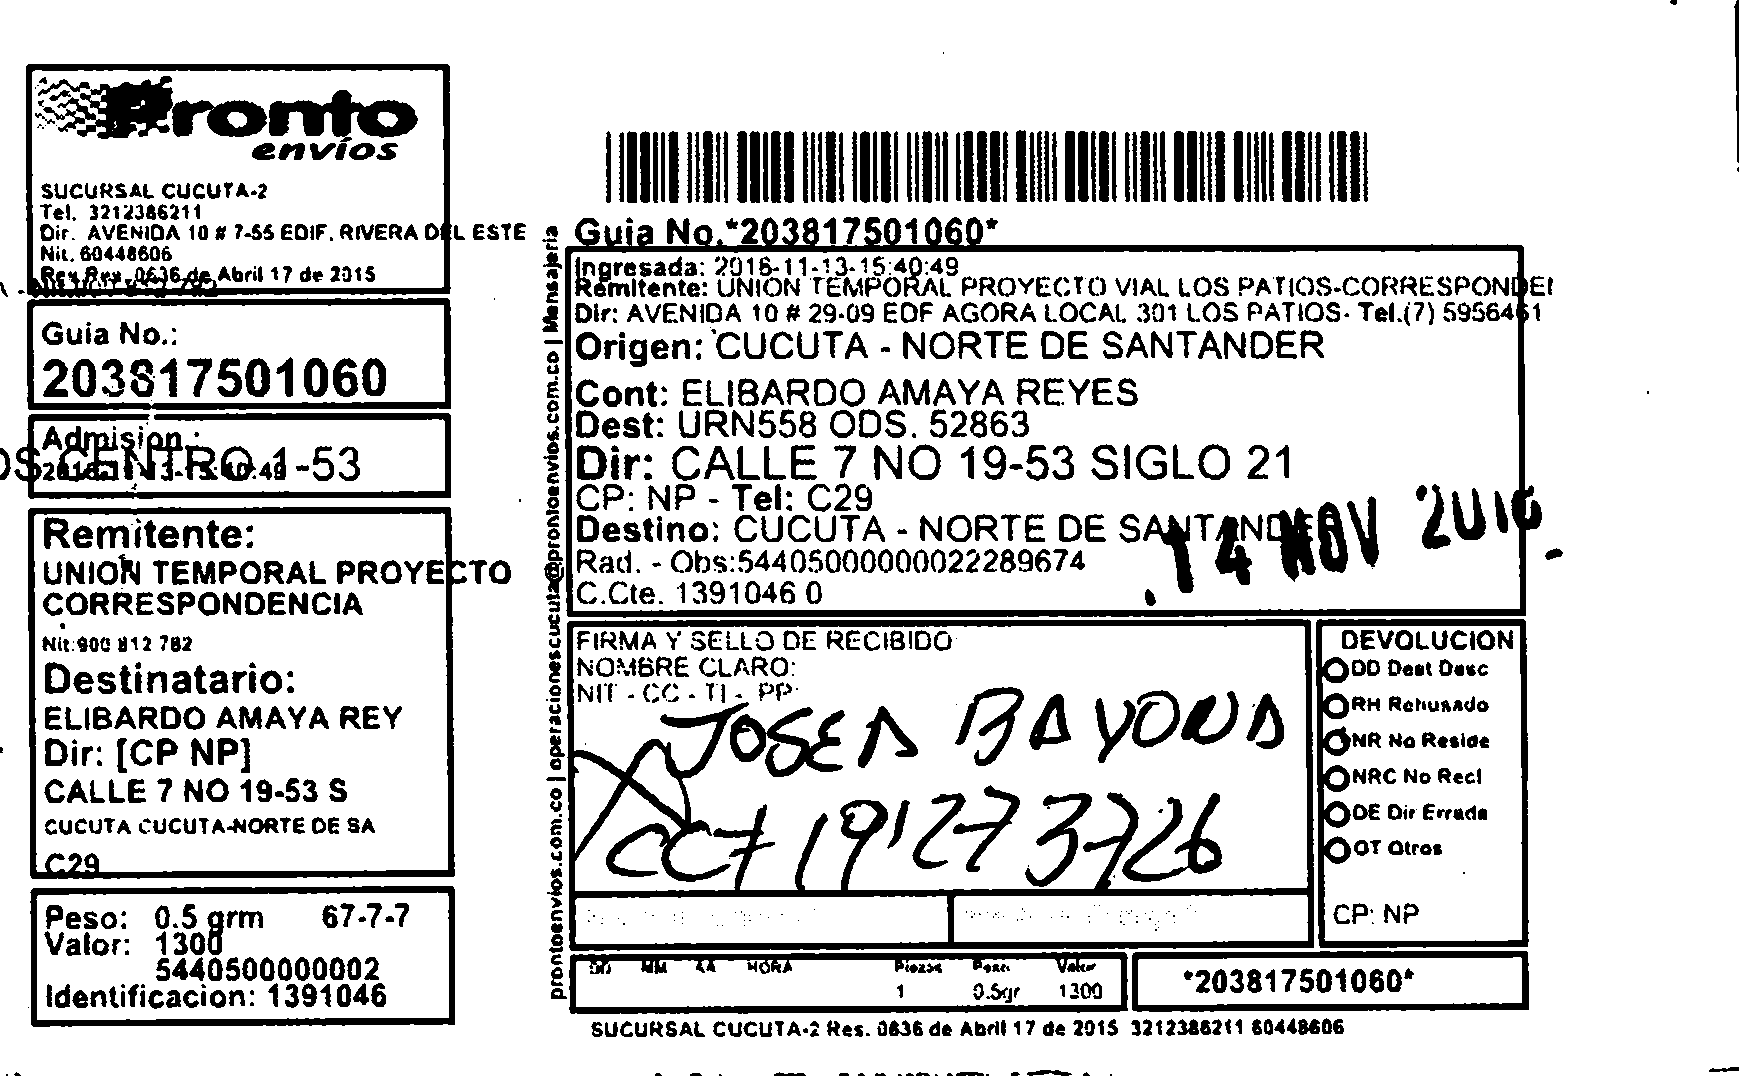 Pronto
envíos
SUCURSAL CUCUTA-2
Tel. 3212386211
Dir. AVENIDA 10 # 7-55 EDIF. RIVERA DEL ESTE
Nit. 60448606
Res. 0636 de Abril 17 de 2015
Guia No.:
203817501060
Admision.:
CENTRO 1-53
Remitente:
UNION TEMPORAL PROYECTO
CORRESPONDENCIA
Nit:900 812 782
Destinatario:
ELIBARDO AMAYA REY
Dir: [CP NP]
CALLE 7 NO 19-53 S
CUCUTA CUCUTA-NORTE DE SA
C29
Peso: 0.5 grm 67-7-7
Valor: 1300
5440500000002
Identificacion: 1391046
prontoenvios.com.co | operacionescucuta@prontoenvios.com.co | Mensajeria
Guia No.*203817501060*
Ingresada: 2016-11-13-15:40:49
Remitente: UNION TEMPORAL PROYECTO VIAL LOS PATIOS-CORRESPONDEN
Dir: AVENIDA 10 # 29-09 EDF AGORA LOCAL 301 LOS PATIOS- Tel.(7) 5956461
Origen: CUCUTA - NORTE DE SANTANDER
Cont: ELIBARDO AMAYA REYES
Dest: URN558 ODS. 52863
Dir: CALLE 7 NO 19-53 SIGLO 21
CP: NP - Tel: C29
Destino: CUCUTA - NORTE DE SANTANDER
14 NOV 2016
Rad. - Obs:54405000000022289674
C.Cte. 1391046 0
FIRMA Y SELLO DE RECIBIDO
NOMBRE CLARO:
NIT - CC - TI - PP
JOSE A BAYONA
CC 19'273726
DEVOLUCION
DD Dest Desc
RH Rehusado
NR No Reside
NRC No Recl
DE Dir Errada
OT Otros
CP: NP
DD MM AA HORA Piezas Peso Valor
1 0.5gr 1300
*203817501060*
SUCURSAL CUCUTA-2 Res. 0636 de Abril 17 de 2015 3212386211 60448606